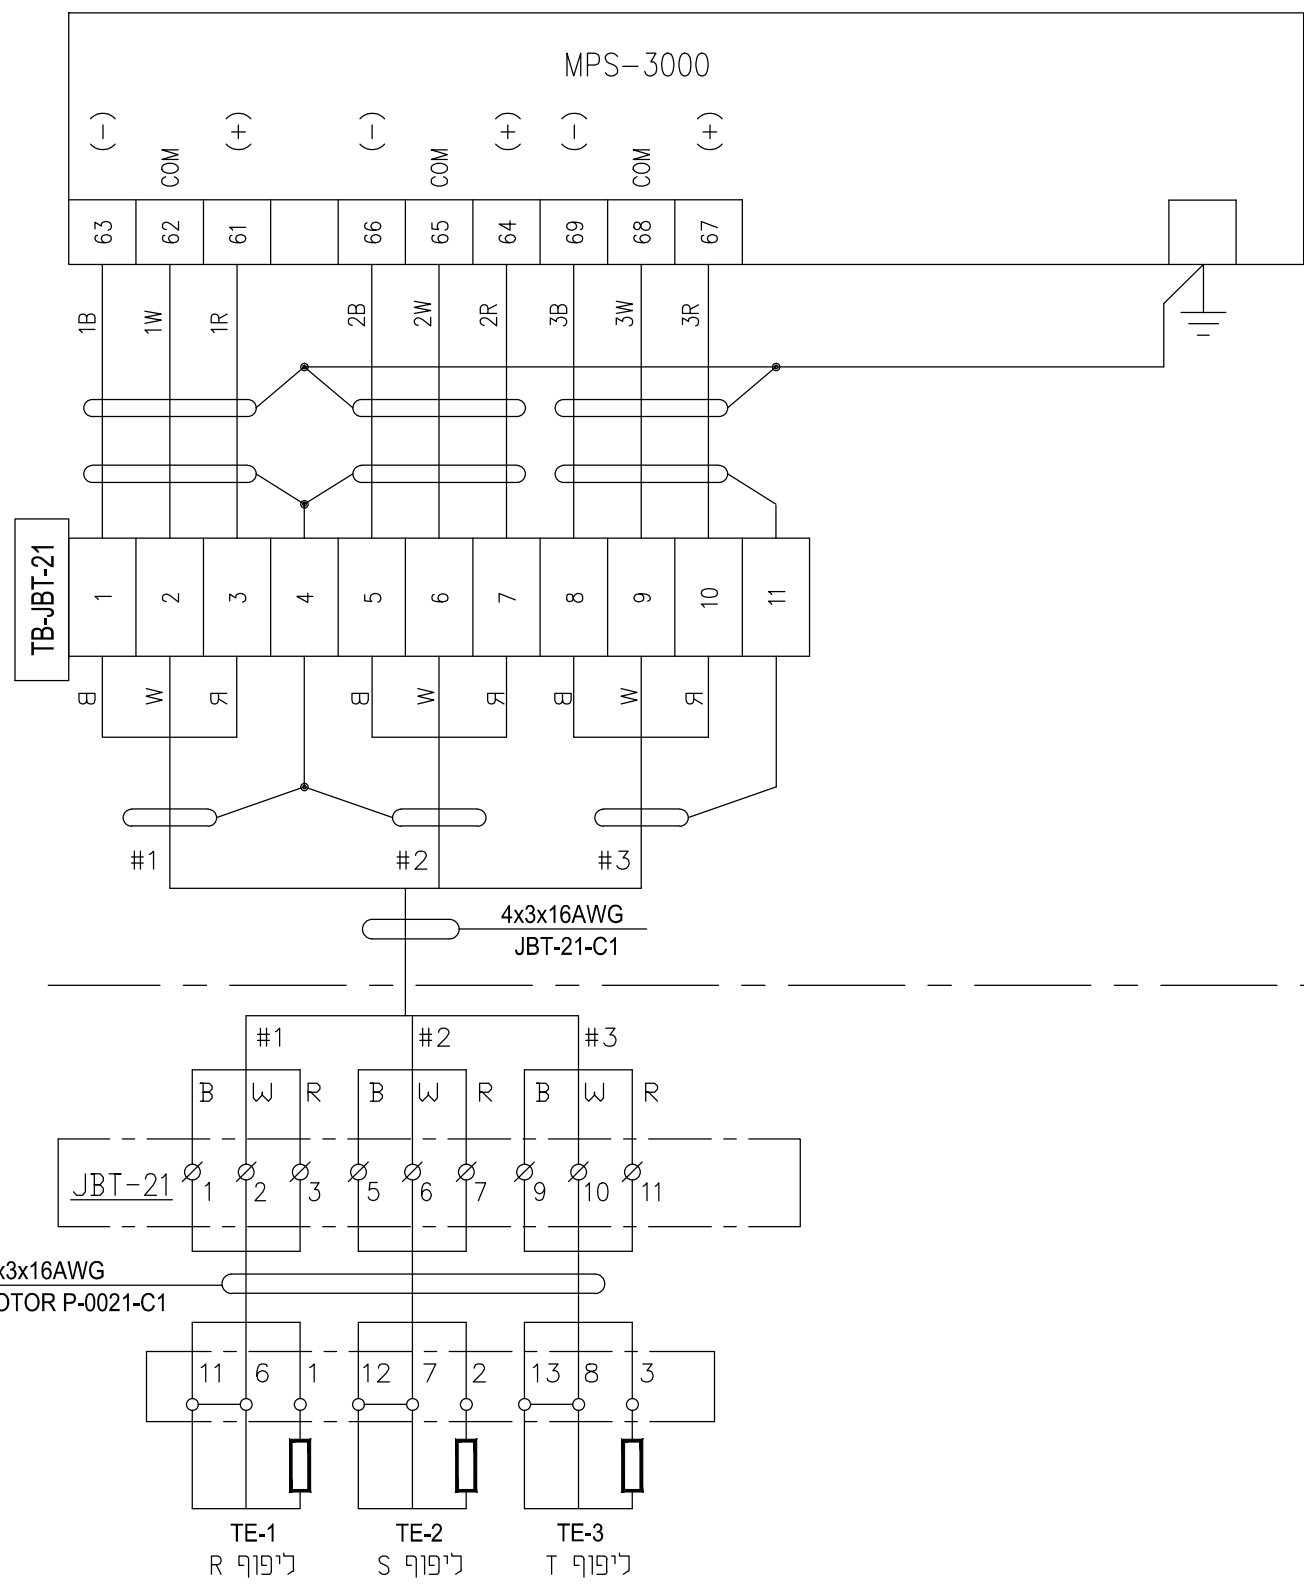 MPS-3000
(-) COM (+) (-) COM (+) (-) COM (+)
63 62 61 66 65 64 69 68 67
1B 1W 1R 2B 2W 2R 3B 3W 3R
TB-JBT-21
1 2 3 4 5 6 7 8 9 10 11
B W R B W R B W R
#1 #2 #3
4x3x16AWG
JBT-21-C1
#1 #2 #3
B W R B W R B W R
JBT-21
1 2 3 5 6 7 9 10 11
x3x16AWG
OTOR P-0021-C1
11 6 1 12 7 2 13 8 3
TE-1 TE-2 TE-3
ליפוף R ליפוף S ליפוף T